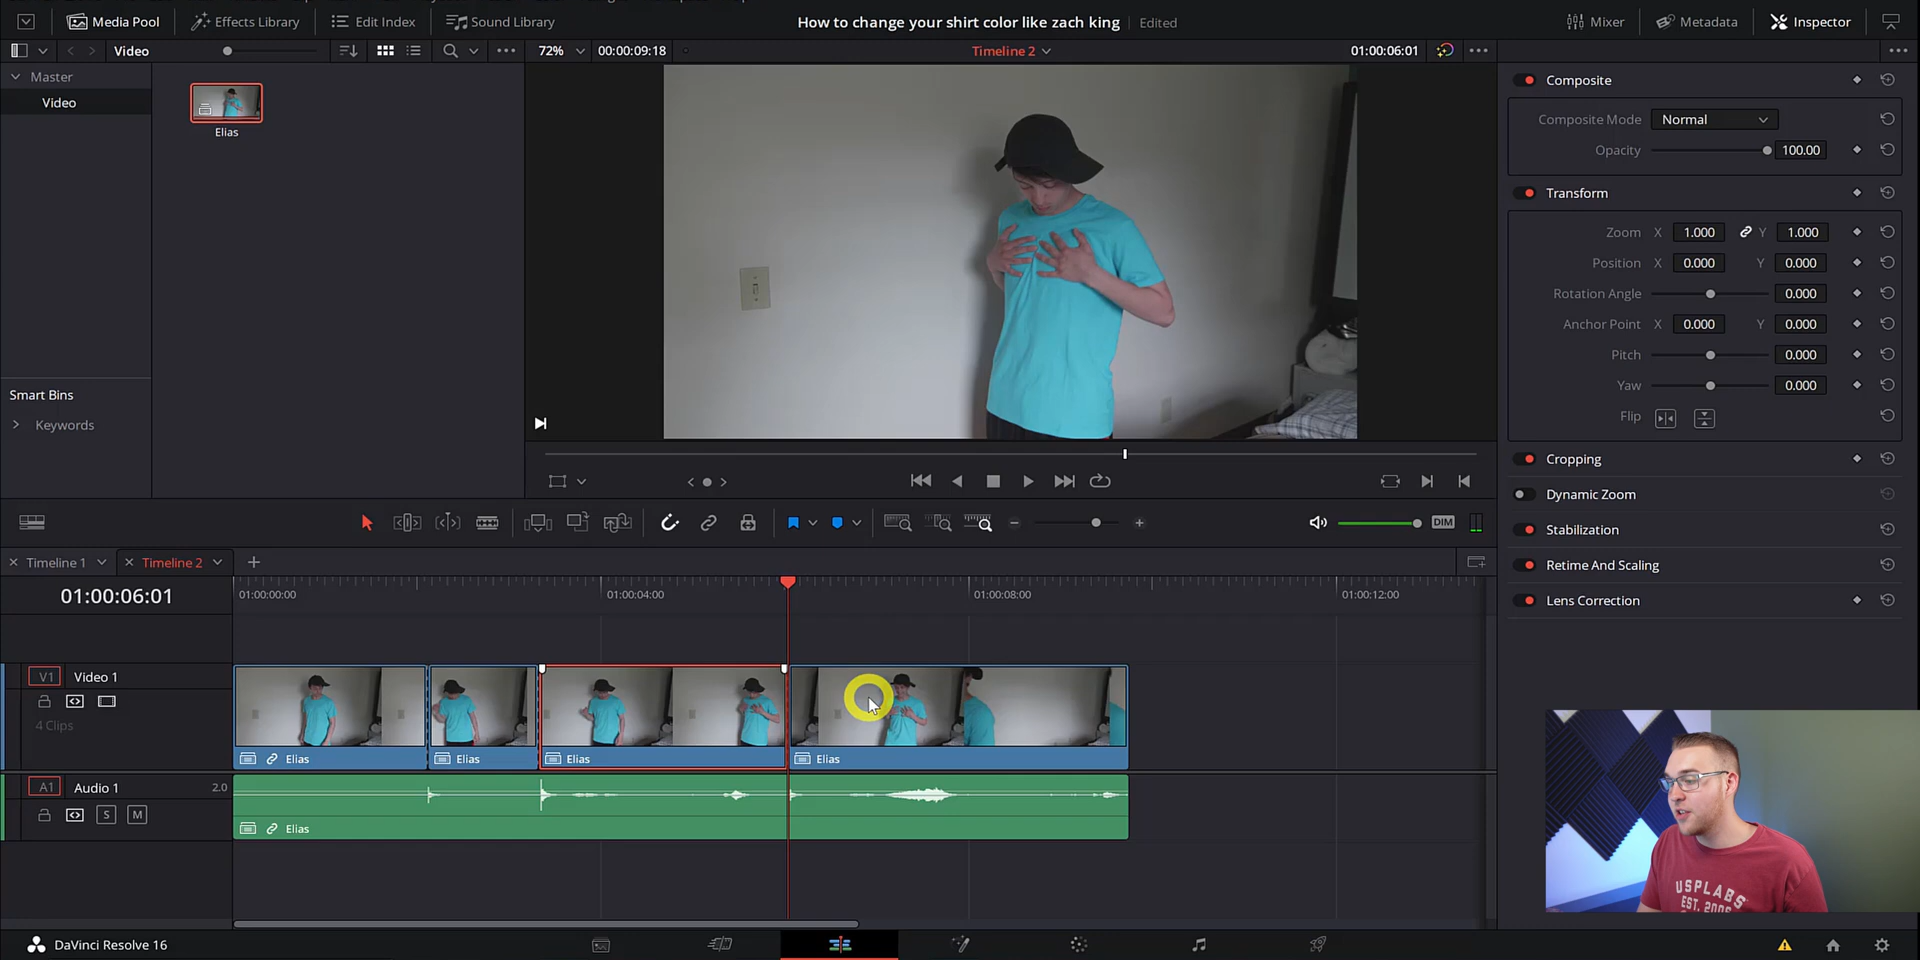 Media Pool Effects Library Edit Index Sound Library How to change your shirt color like zach king Edited Mixer Metadata Inspector
Video 72% 00:00:09:18 Timeline 2 01:00:06:01
Master
Video
Elias
Smart Bins
Keywords
Composite
Composite Mode Normal
Opacity 100.00
Transform
Zoom X 1.000 Y 1.000
Position X 0.000 Y 0.000
Rotation Angle 0.000
Anchor Point X 0.000 Y 0.000
Pitch 0.000
Yaw 0.000
Flip
Cropping
Dynamic Zoom
Stabilization
Retime And Scaling
Lens Correction
DIM
Timeline 1 Timeline 2
01:00:06:01 01:00:00:00 01:00:04:00 01:00:08:00 01:00:12:00
V1 Video 1
4 Clips
Elias Elias Elias Elias
A1 Audio 1 2.0
S M
Elias
USPLABS
EST. 2005
DaVinci Resolve 16